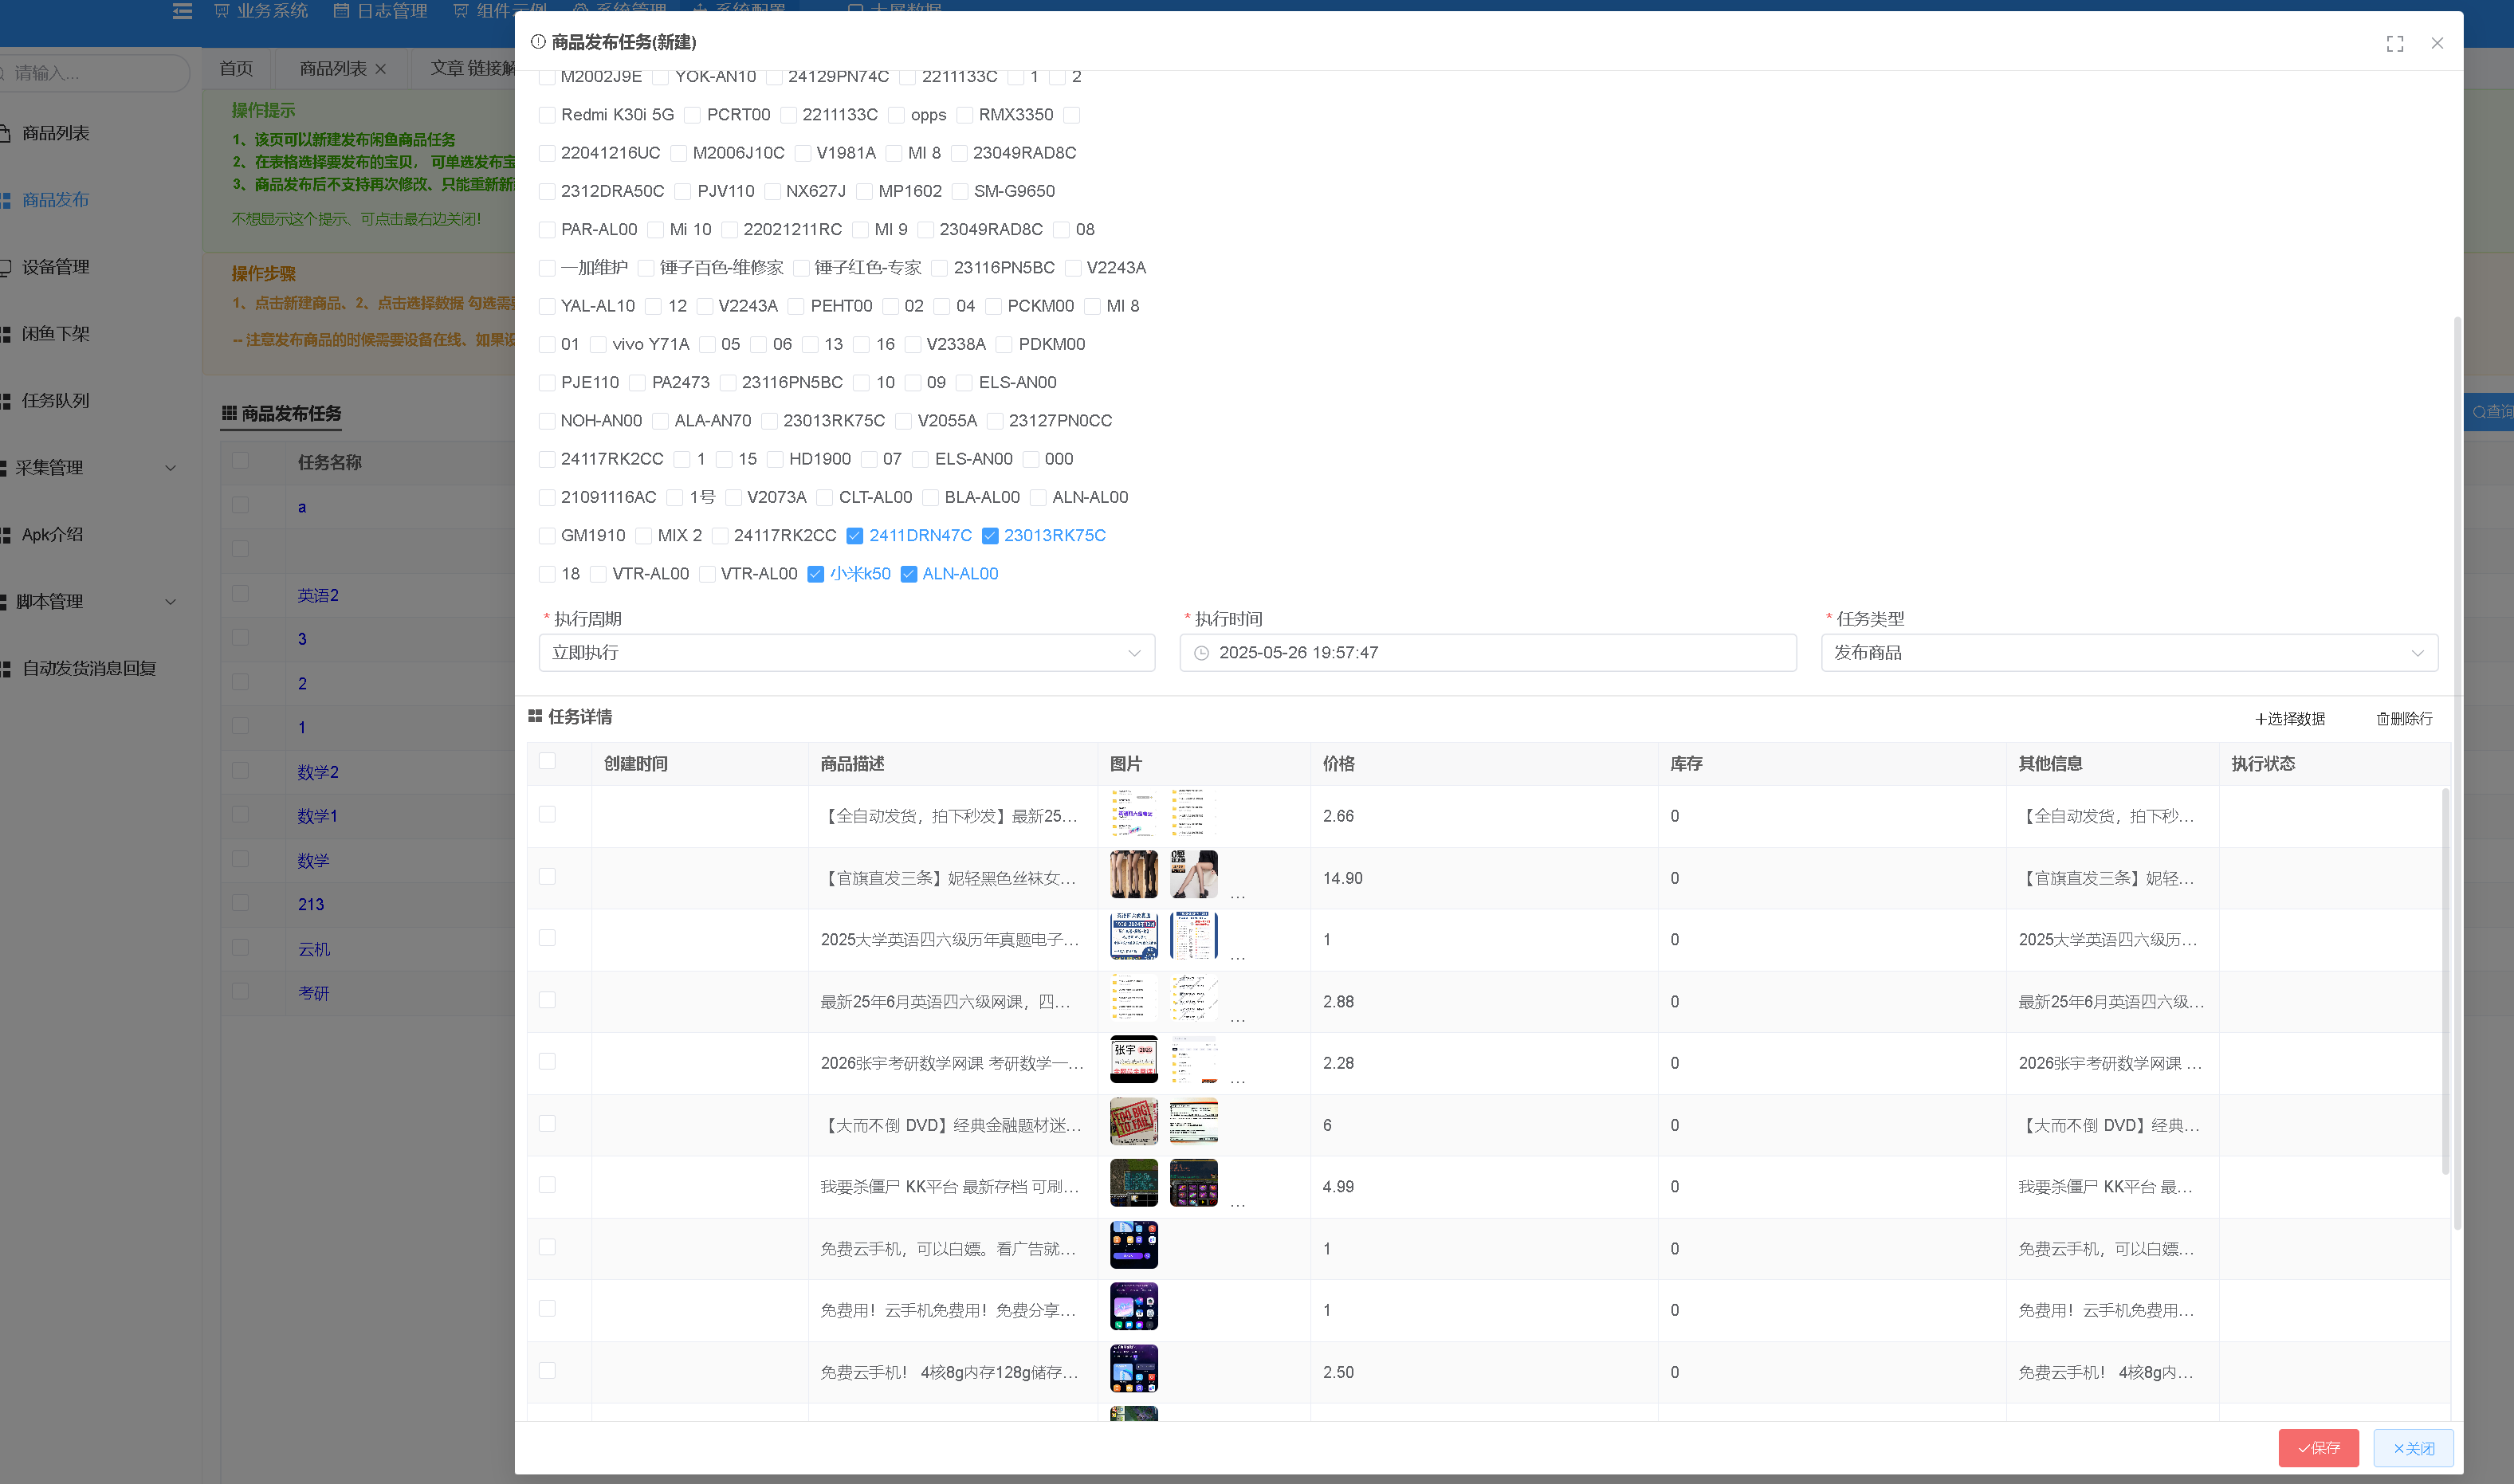 业务系统 日志管理 组件示例 系统管理 系统配置 大屏数据
请输入...
首页 商品列表 文章 链接解
商品列表
商品发布
设备管理
闲鱼下架
任务队列
采集管理
Apk介绍
脚本管理
自动发货消息回复
操作提示
1、该页可以新建发布闲鱼商品任务
2、在表格选择要发布的宝贝， 可单选发布宝
3、商品发布后不支持再次修改、只能重新新
不想显示这个提示、可点击最右边关闭!
操作步骤
1、点击新建商品、2、点击选择数据 勾选需要
-- 注意发布商品的时候需要设备在线、如果设
商品发布任务
任务名称
a
英语2
3
2
1
数学2
数学1
数学
213
云机
考研
查询
商品发布任务(新建)
M2002J9E YOK-AN10 24129PN74C 2211133C 1 2
Redmi K30i 5G PCRT00 2211133C opps RMX3350
22041216UC M2006J10C V1981A MI 8 23049RAD8C
2312DRA50C PJV110 NX627J MP1602 SM-G9650
PAR-AL00 Mi 10 22021211RC MI 9 23049RAD8C 08
一加维护 锤子百色-维修家 锤子红色-专家 23116PN5BC V2243A
YAL-AL10 12 V2243A PEHT00 02 04 PCKM00 MI 8
01 vivo Y71A 05 06 13 16 V2338A PDKM00
PJE110 PA2473 23116PN5BC 10 09 ELS-AN00
NOH-AN00 ALA-AN70 23013RK75C V2055A 23127PN0CC
24117RK2CC 1 15 HD1900 07 ELS-AN00 000
21091116AC 1号 V2073A CLT-AL00 BLA-AL00 ALN-AL00
GM1910 MIX 2 24117RK2CC 2411DRN47C 23013RK75C
18 VTR-AL00 VTR-AL00 小米k50 ALN-AL00
* 执行周期 * 执行时间 * 任务类型
立即执行 2025-05-26 19:57:47 发布商品
任务详情 +选择数据 删除行
创建时间 商品描述 图片 价格 库存 其他信息 执行状态
【全自动发货，拍下秒发】最新25... 2.66 0 【全自动发货，拍下秒...
【官旗直发三条】妮轻黑色丝袜女... ... 14.90 0 【官旗直发三条】妮轻...
2025大学英语四六级历年真题电子... ... 1 0 2025大学英语四六级历...
最新25年6月英语四六级网课，四... ... 2.88 0 最新25年6月英语四六级...
2026张宇考研数学网课 考研数学一... 张宇 2026 ... 2.28 0 2026张宇考研数学网课 ...
【大而不倒 DVD】经典金融题材迷... TOO BIG TO FAIL 6 0 【大而不倒 DVD】经典...
我要杀僵尸 KK平台 最新存档 可刷... ... 4.99 0 我要杀僵尸 KK平台 最...
免费云手机，可以白嫖。看广告就... 1 0 免费云手机，可以白嫖...
免费用！云手机免费用！免费分享... 1 0 免费用！云手机免费用...
免费云手机！ 4核8g内存128g储存... 2.50 0 免费云手机！ 4核8g内...
保存 关闭